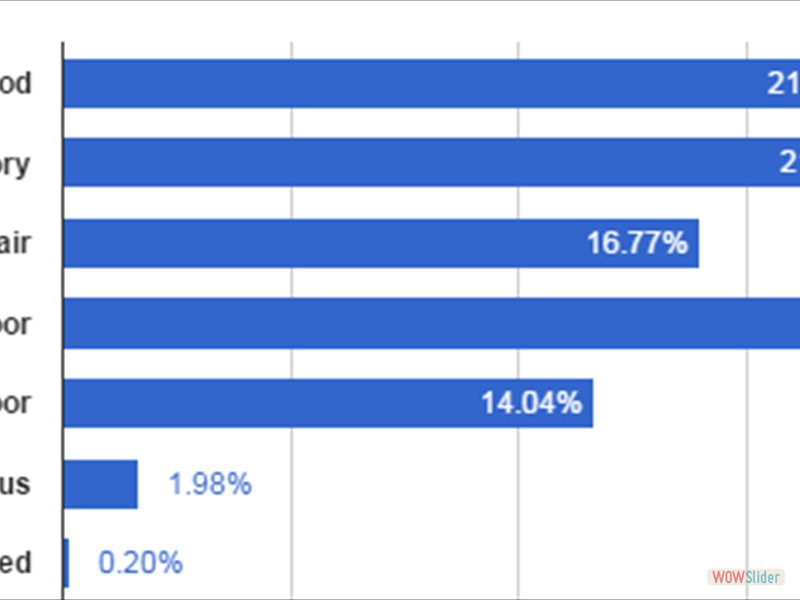 od 21
ory 2
air 16.77%
oor
oor 14.04%
us 1.98%
ed 0.20%
WOWSlider